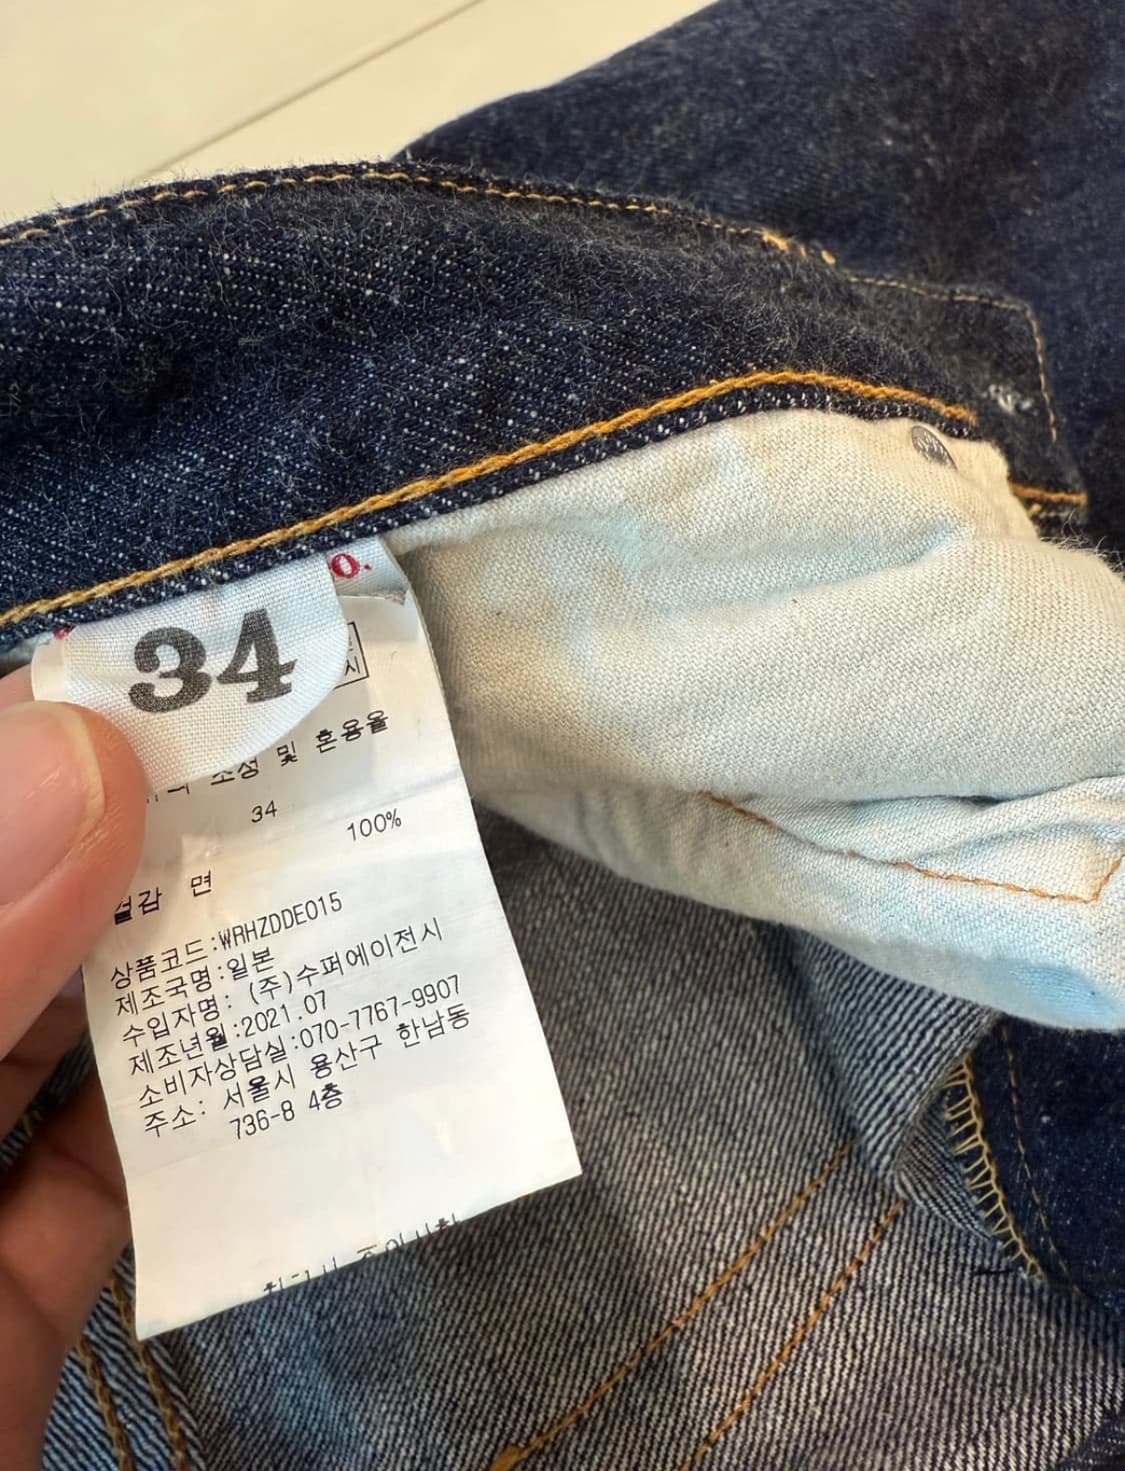 o.
34
조성 및 혼용율
34
100%
겉감 면
상품코드:WRHZDDE015
제조국명:일본
수입자명: (주)수퍼에이전시
제조년월:2021.07
소비자상담실:070-7767-9907
주소: 서울시 용산구 한남동
736-8 4층